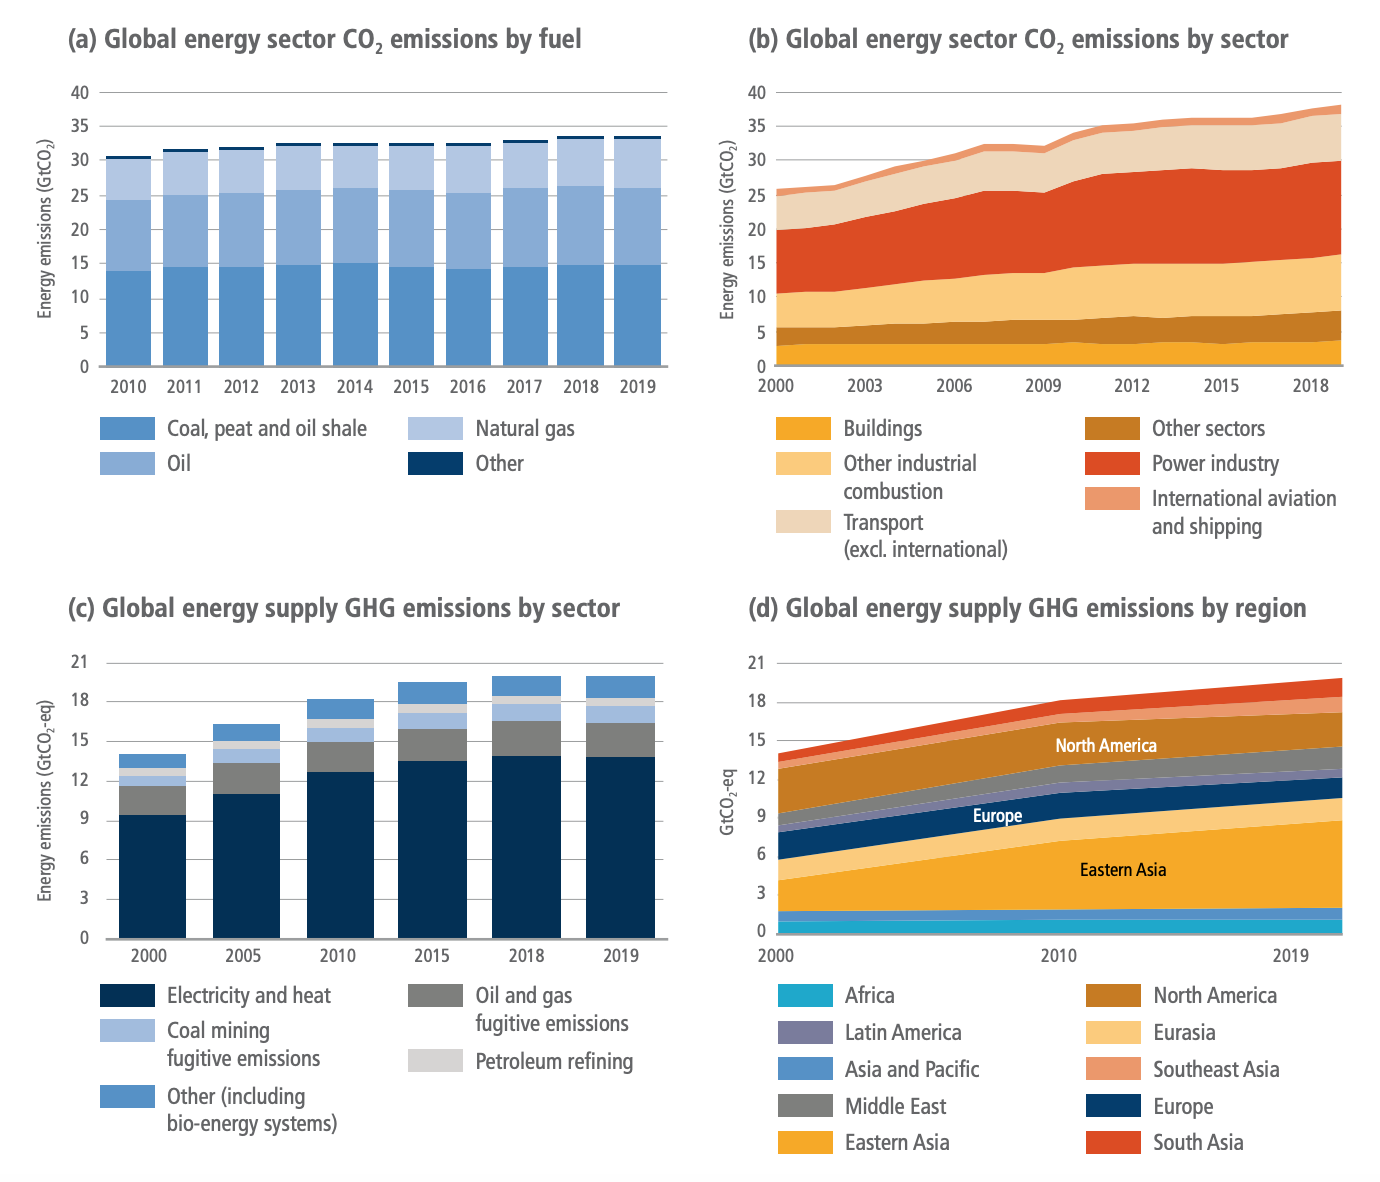 (a) Global energy sector CO2 emissions by fuel
Energy emissions (GtCO2)
40
35
30
25
20
15
10
5
0
2010 2011 2012 2013 2014 2015 2016 2017 2018 2019
Coal, peat and oil shale
Natural gas
Oil
Other
(b) Global energy sector CO2 emissions by sector
Energy emissions (GtCO2)
40
35
30
25
20
15
10
5
0
2000 2003 2006 2009 2012 2015 2018
Buildings
Other sectors
Other industrial
combustion
Power industry
Transport
(excl. international)
International aviation
and shipping
(c) Global energy supply GHG emissions by sector
Energy emissions (GtCO2-eq)
21
18
15
12
9
6
3
0
2000 2005 2010 2015 2018 2019
Electricity and heat
Oil and gas
fugitive emissions
Coal mining
fugitive emissions
Petroleum refining
Other (including
bio-energy systems)
(d) Global energy supply GHG emissions by region
GtCO2-eq
21
18
15
12
9
6
3
0
North America
Europe
Eastern Asia
2000 2010 2019
Africa
North America
Latin America
Eurasia
Asia and Pacific
Southeast Asia
Middle East
Europe
Eastern Asia
South Asia